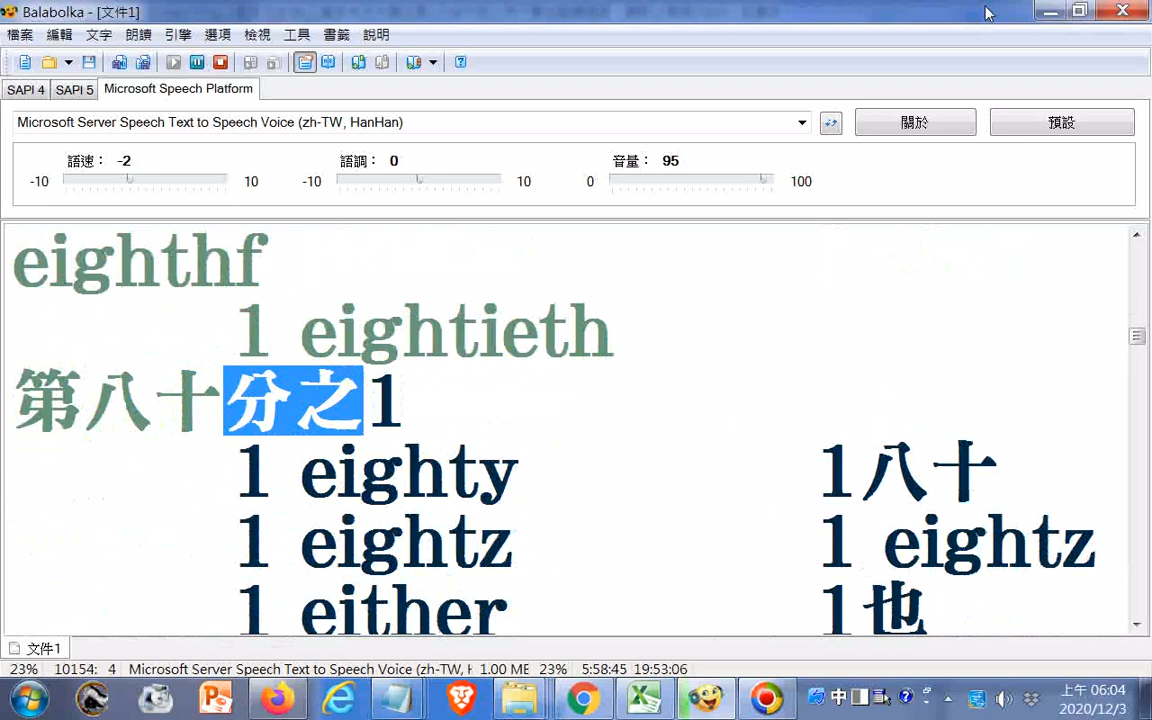 Balabolka - [文件1]
檔案 編輯 文字 朗讀 引擎 選項 檢視 工具 書籤 說明
SAPI 4 SAPI 5 Microsoft Speech Platform
Microsoft Server Speech Text to Speech Voice (zh-TW, HanHan) 關於 預設
語速： -2 語調： 0 音量： 95
-10 10 -10 10 0 100
eighthf
1 eightieth
第八十分之1
1 eighty 1八十
1 eightz 1 eightz
1 either 1也
文件1
23% 10154: 4 Microsoft Server Speech Text to Speech Voice (zh-TW, H 1.00 ME 23% 5:58:45 19:53:06
中 上午 06:04
2020/12/3